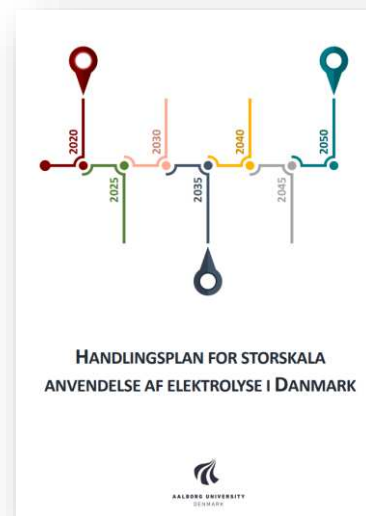 2020
2025
2030
2035
2040
2045
2050
HANDLINGSPLAN FOR STORSKALA
ANVENDELSE AF ELEKTROLYSE I DANMARK
AALBORG UNIVERSITY
DENMARK